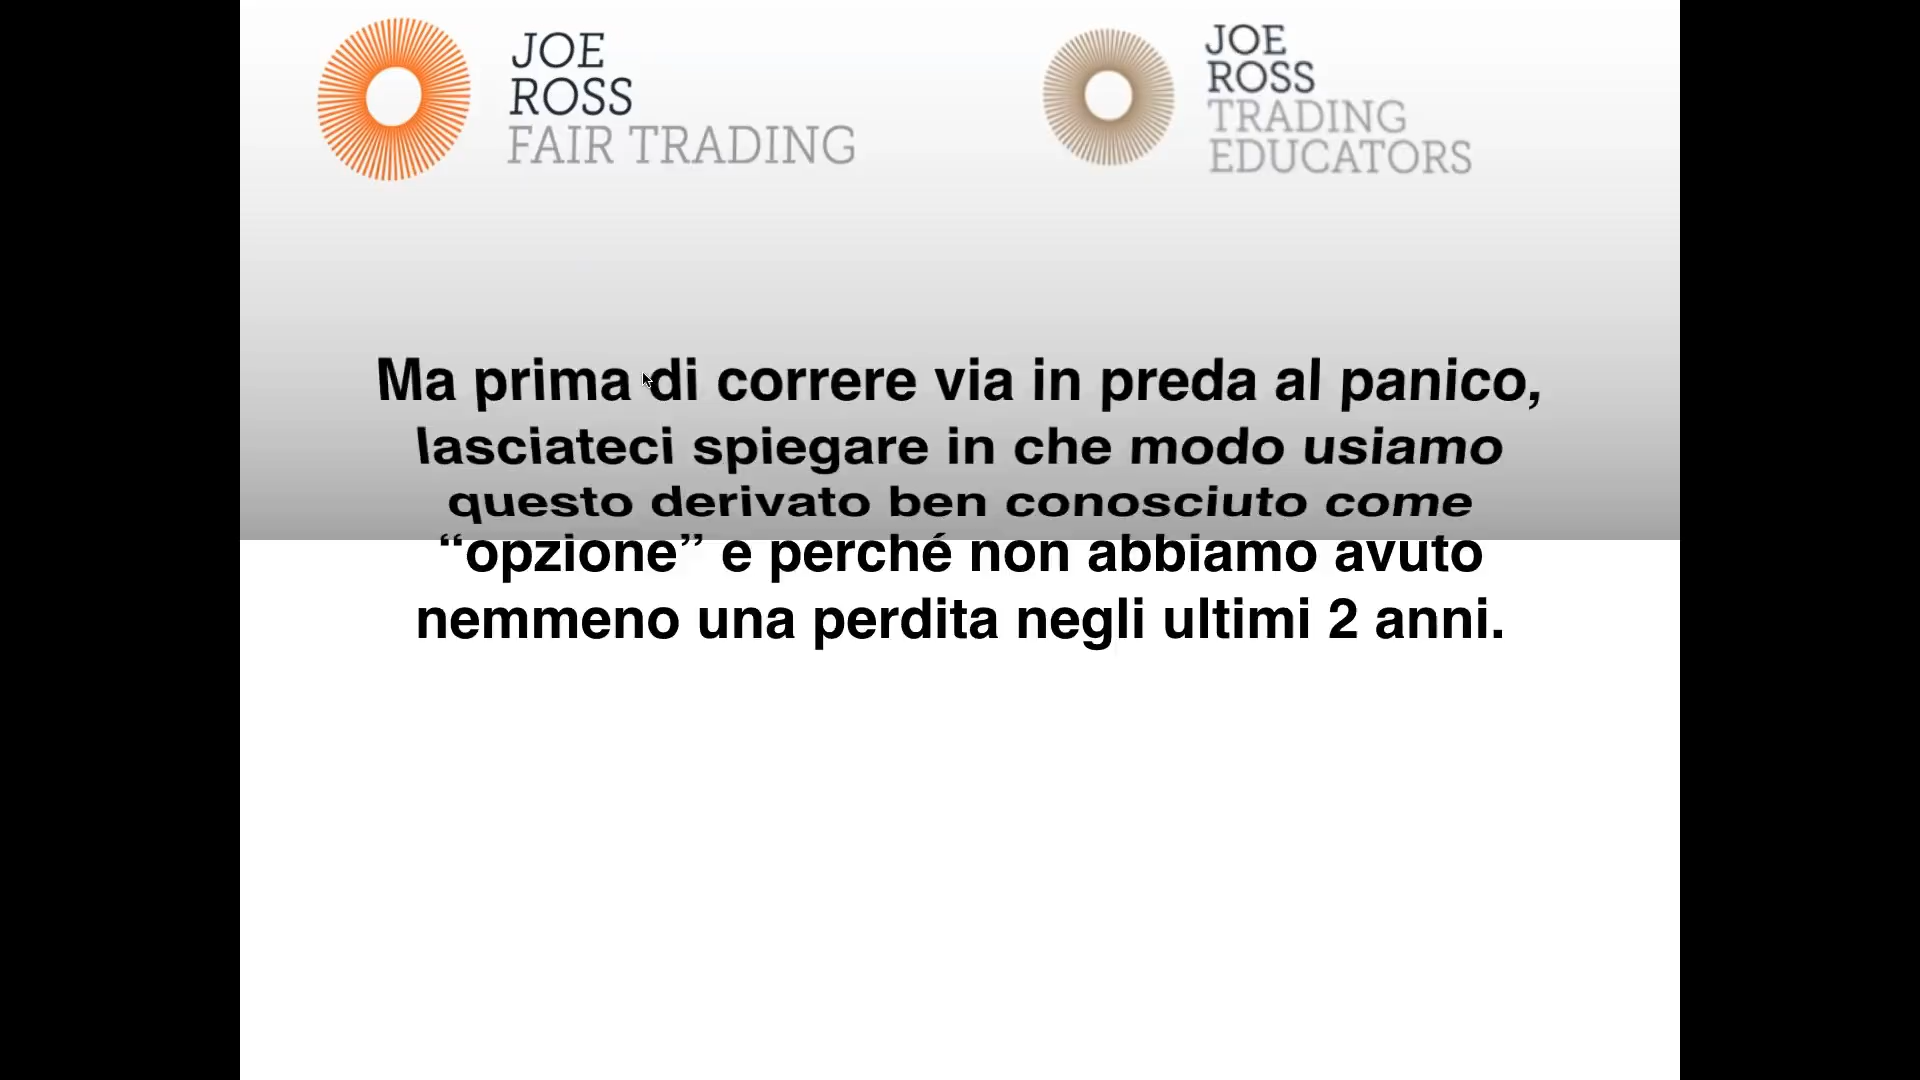 JOE
ROSS
FAIR TRADING
JOE
ROSS
TRADING
EDUCATORS
Ma prima di correre via in preda al panico,
lasciateci spiegare in che modo usiamo
questo derivato ben conosciuto come
“opzione” e perché non abbiamo avuto
nemmeno una perdita negli ultimi 2 anni.